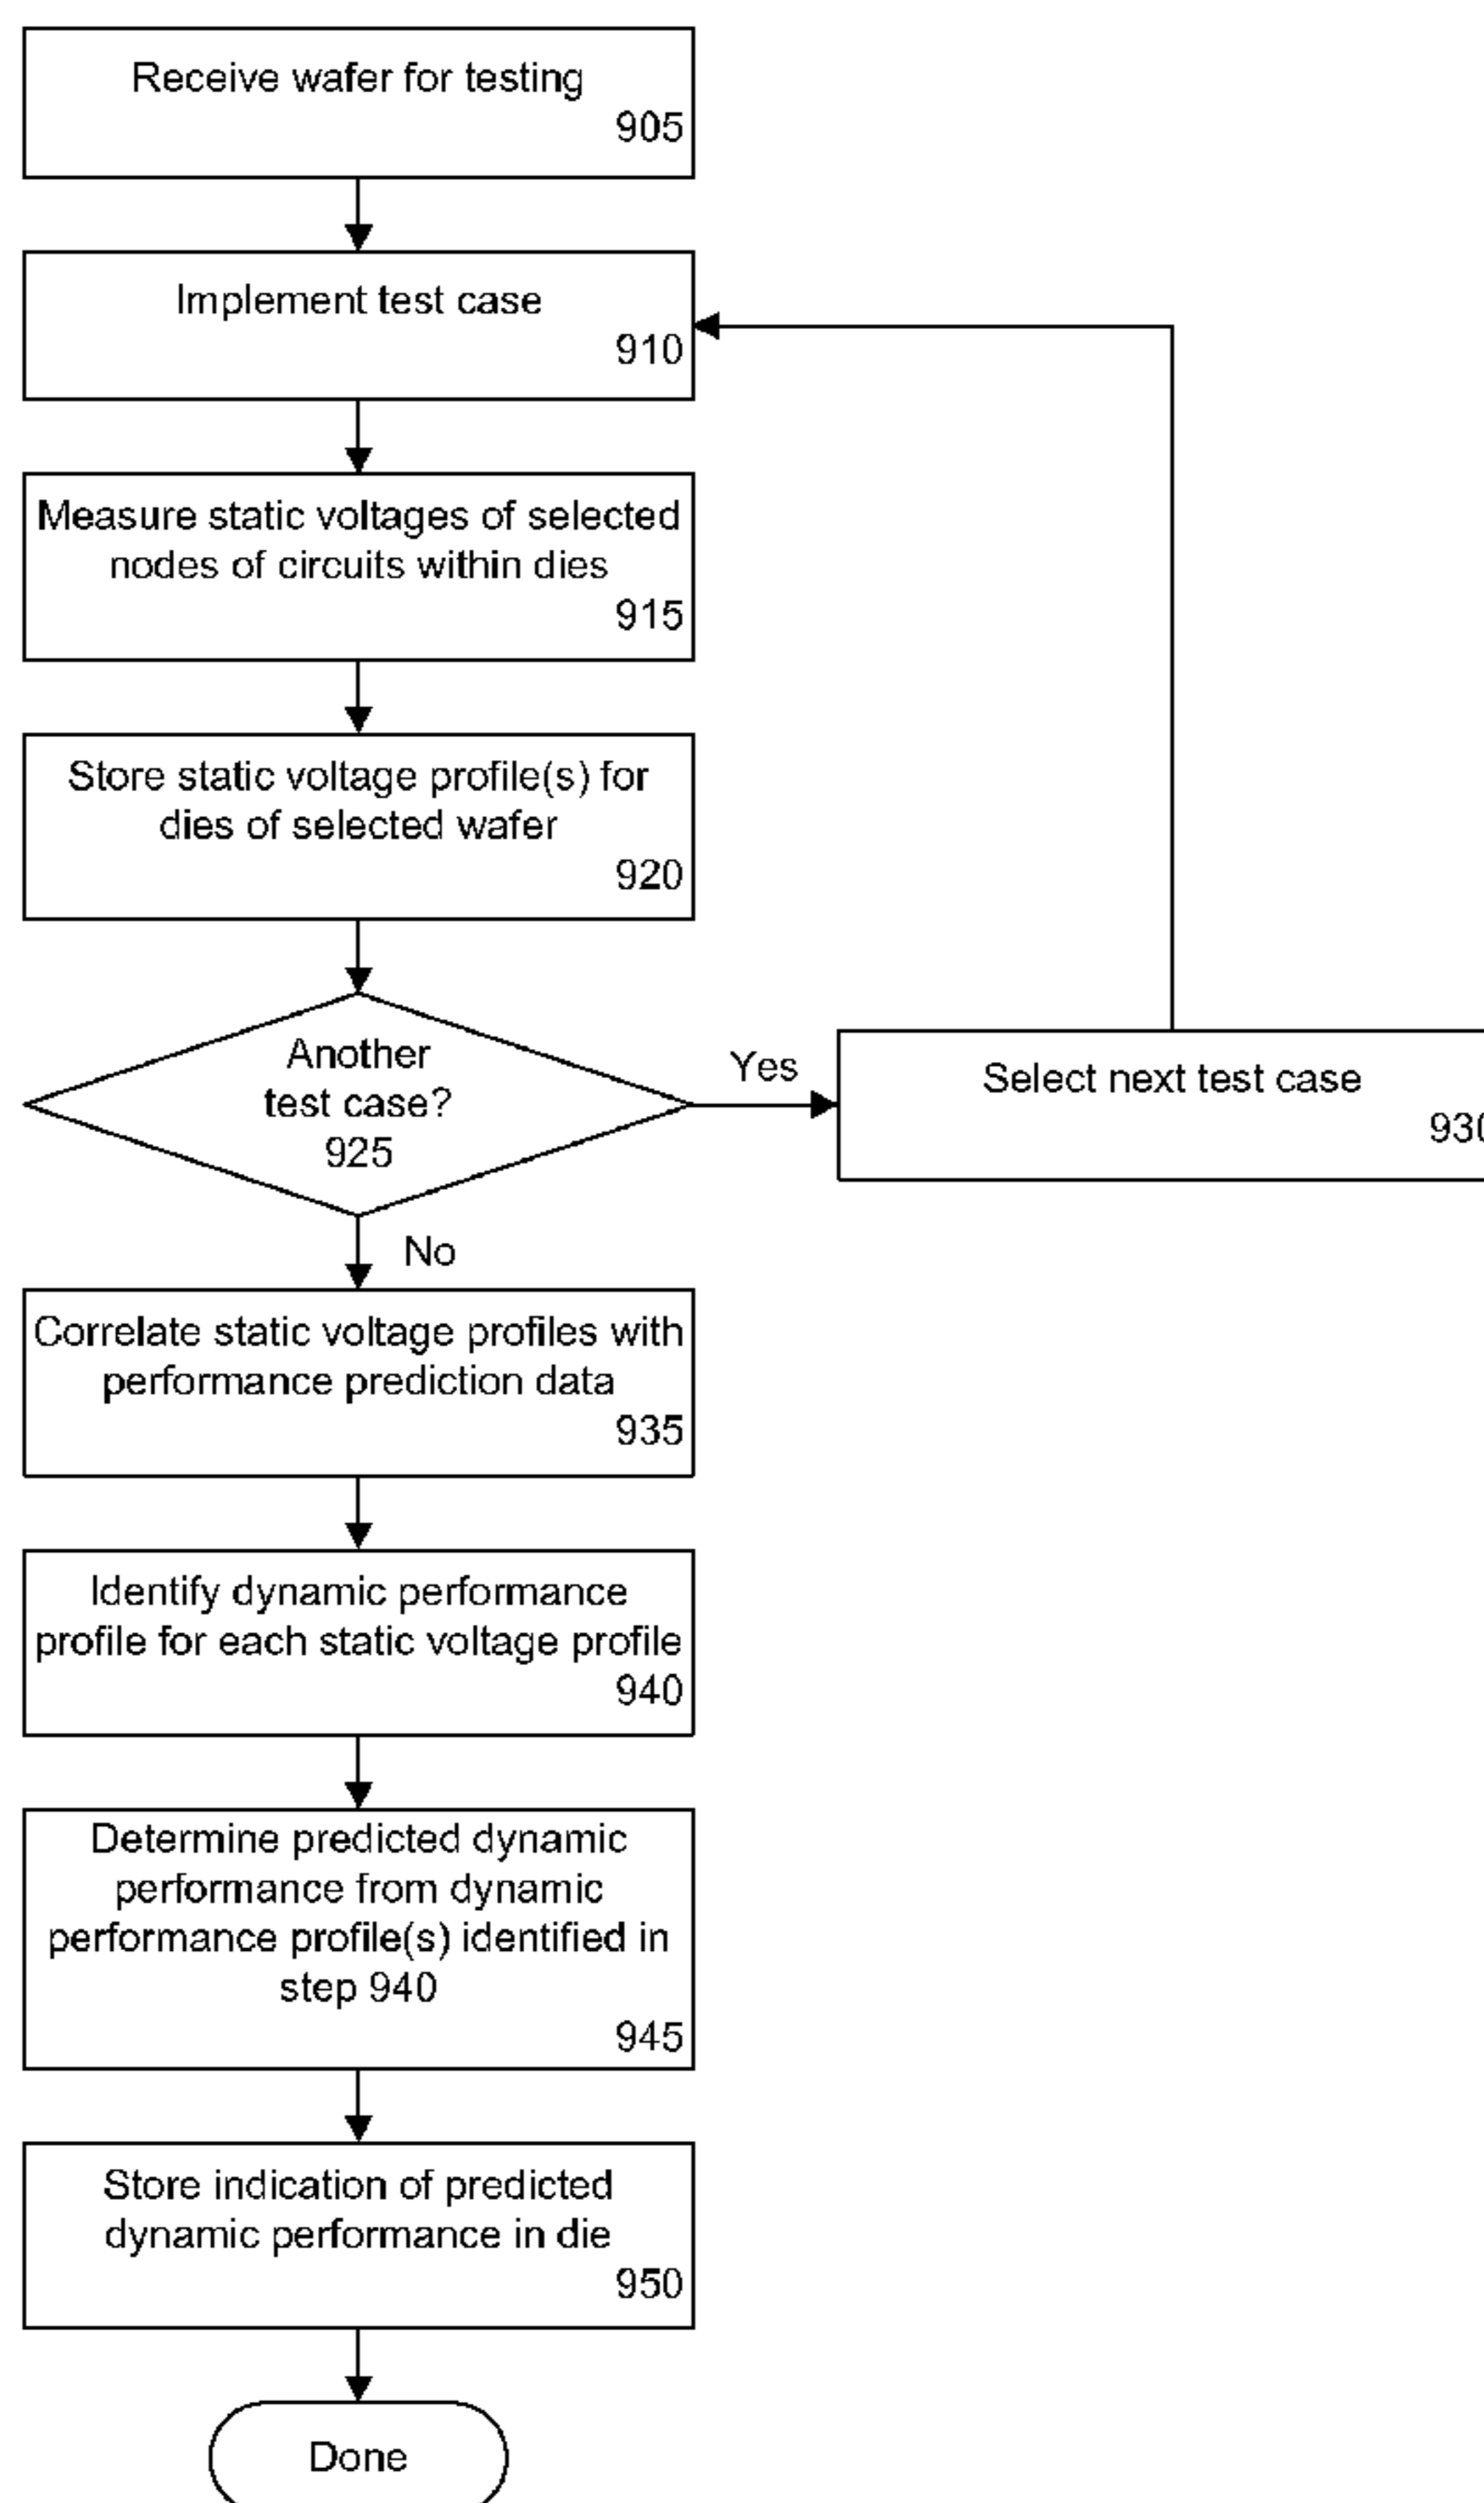 Receive wafer for testing
905
Implement test case
910
Measure static voltages of selected
nodes of circuits within dies
915
Store static voltage profile(s) for
dies of selected wafer
920
Another
test case?
925
Yes
Select next test case
930
No
Correlate static voltage profiles with
performance prediction data
935
Identify dynamic performance
profile for each static voltage profile
940
Determine predicted dynamic
performance from dynamic
performance profile(s) identified in
step 940
945
Store indication of predicted
dynamic performance in die
950
Done